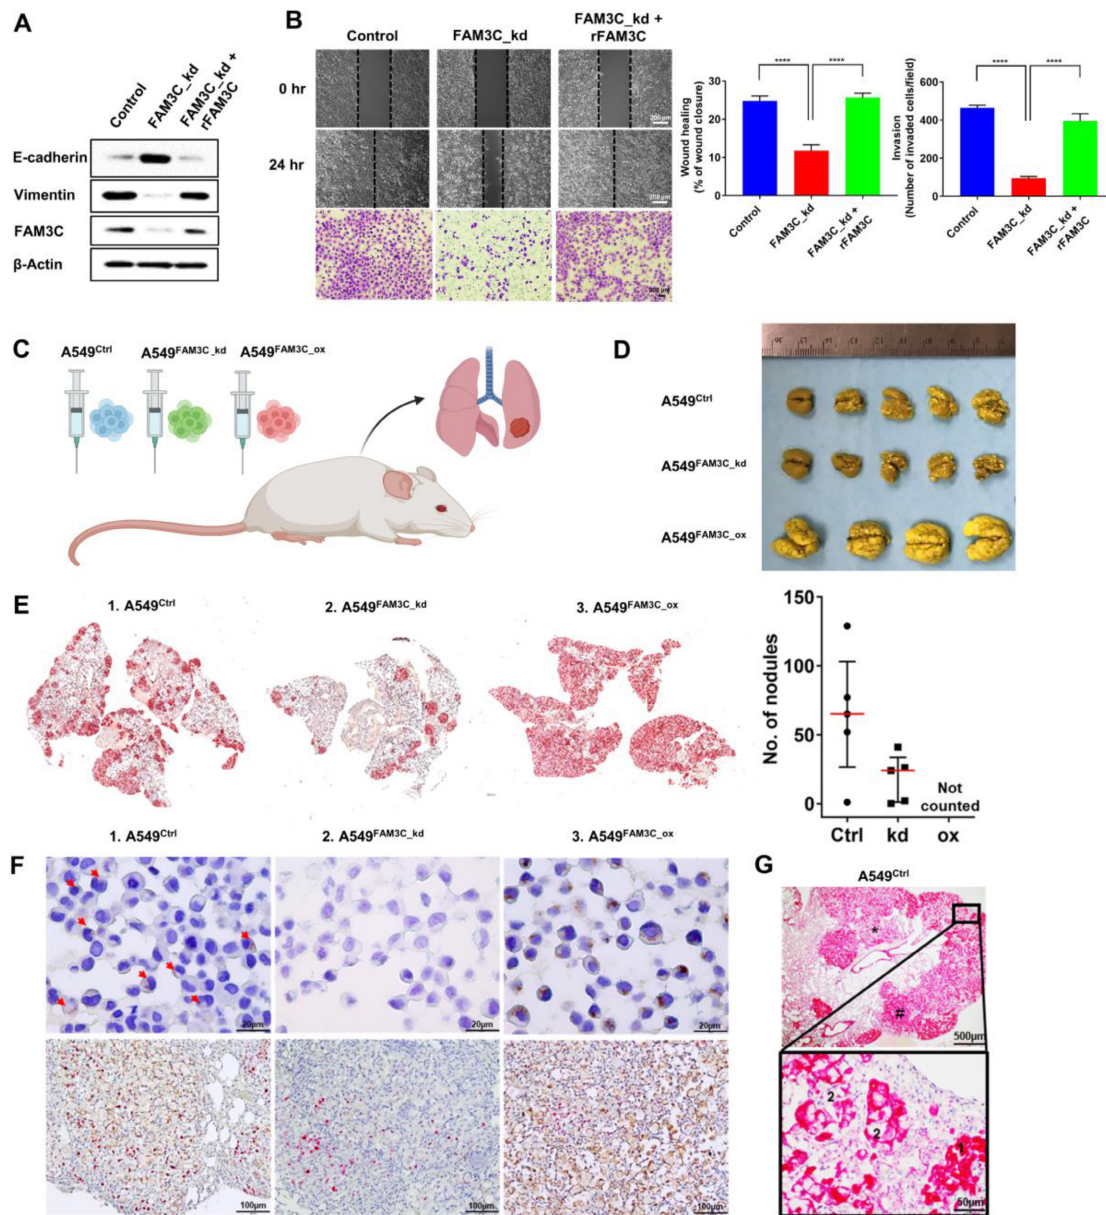 A
Control
FAM3C_kd
FAM3C_kd +
rFAM3C
E-cadherin
Vimentin
FAM3C
β-Actin
B
Control
FAM3C_kd
FAM3C_kd +
rFAM3C
0 hr
200 μm
24 hr
200 μm
Wound healing
(% of wound closure)
30
20
10
0
****
****
Control
FAM3C_kd
FAM3C_kd +
rFAM3C
Invasion
(Number of invaded cells/field)
600
400
200
0
****
****
Control
FAM3C_kd
FAM3C_kd +
rFAM3C
C
A549Ctrl
A549FAM3C_kd
A549FAM3C_ox
D
A549Ctrl
A549FAM3C_kd
A549FAM3C_ox
E
1. A549Ctrl
2. A549FAM3C_kd
3. A549FAM3C_ox
No. of nodules
150
100
50
0
Not
counted
Ctrl
kd
ox
F
1. A549Ctrl
2. A549FAM3C_kd
3. A549FAM3C_ox
20μm
20μm
20μm
100μm
100μm
100μm
G
A549Ctrl
*
#
500μm
2
2
1
50μm